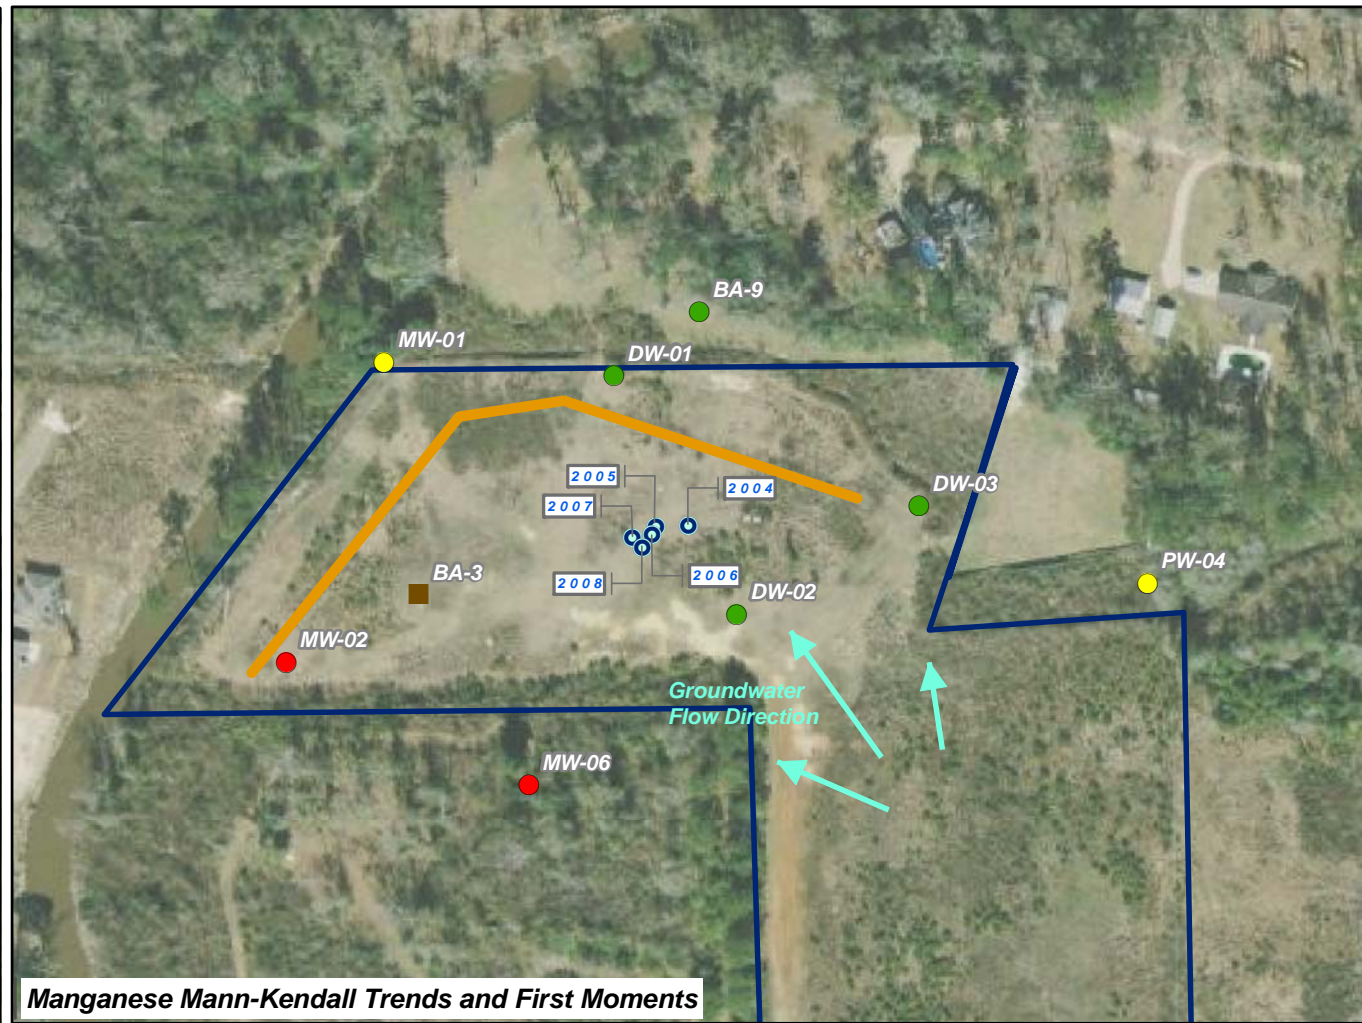 BA-9
MW-01
DW-01
2005
2004
DW-03
2007
PW-04
BA-3
2008
2006
DW-02
MW-02
Groundwater
Flow Direction
MW-06
Manganese Mann-Kendall Trends and First Moments